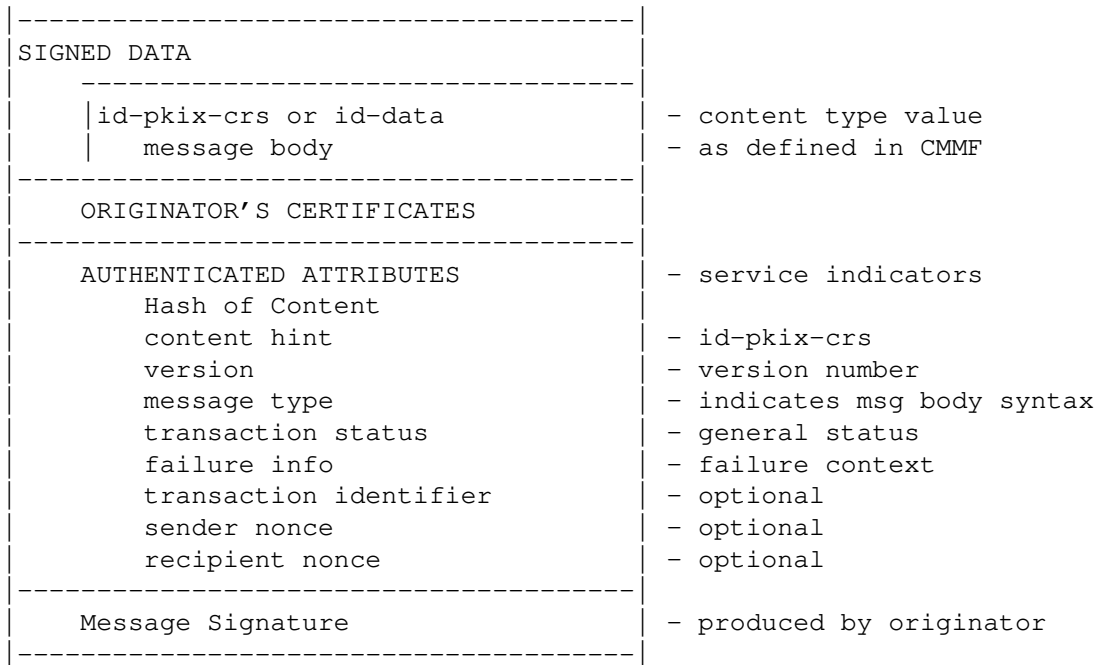 |---------------------------------------|
|SIGNED DATA                            |
|    -----------------------------------|
|    |id-pkix-crs or id-data            | - content type value
|    |   message body                   | - as defined in CMMF
|---------------------------------------|
|    ORIGINATOR'S CERTIFICATES          |
|---------------------------------------|
|    AUTHENTICATED ATTRIBUTES           | - service indicators
|        Hash of Content                |
|        content hint                   | - id-pkix-crs
|        version                        | - version number
|        message type                   | - indicates msg body syntax
|        transaction status             | - general status
|        failure info                   | - failure context
|        transaction identifier         | - optional
|        sender nonce                   | - optional
|        recipient nonce                | - optional
|---------------------------------------|
|    Message Signature                  | - produced by originator
|---------------------------------------|